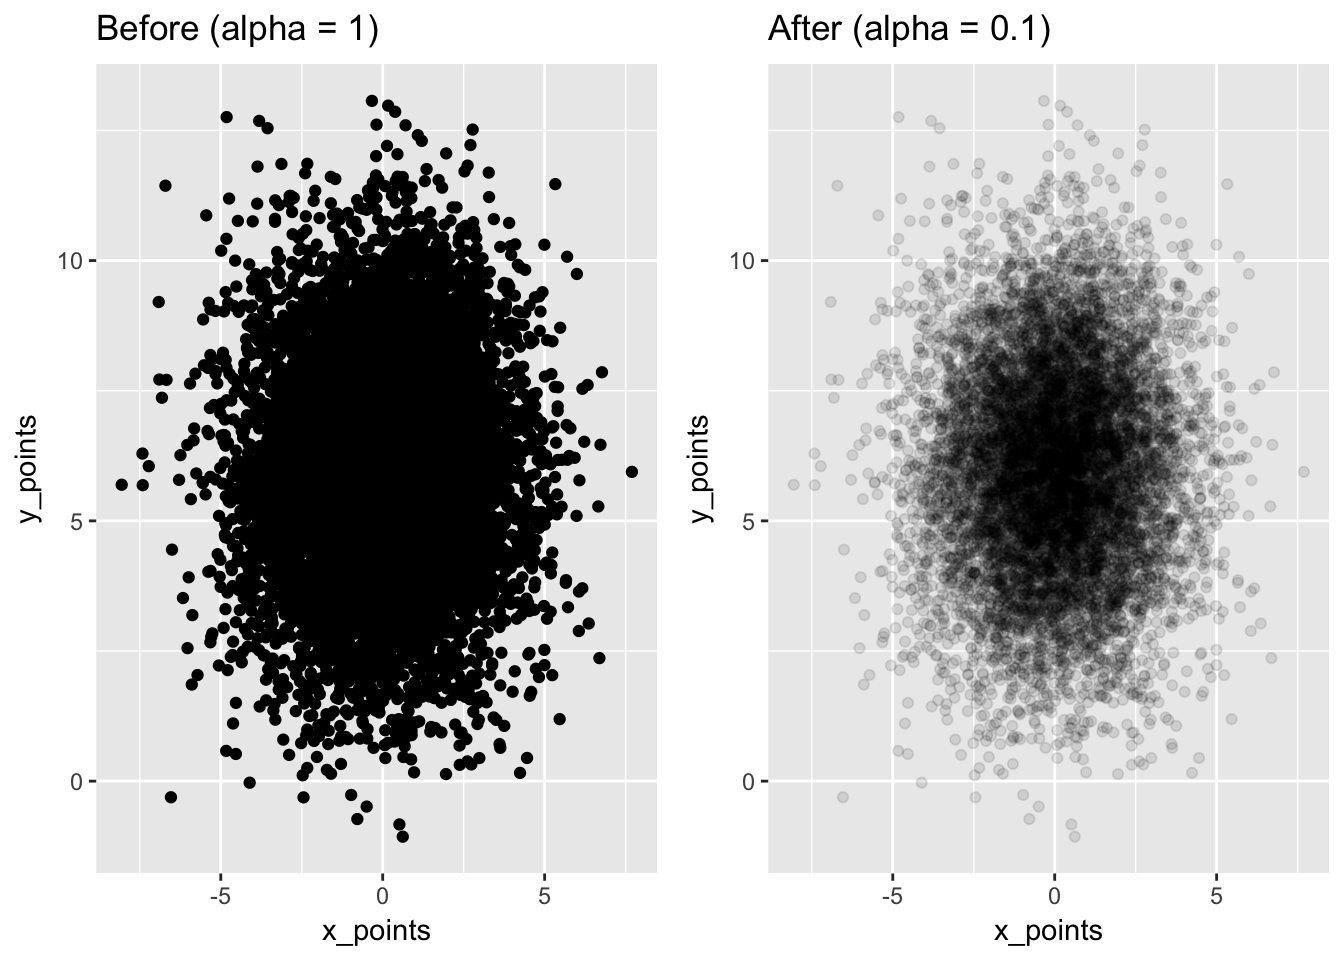 Before (alpha = 1)
10
5
0
-5
0
5
x_points
y_points
After (alpha = 0.1)
10
5
0
-5
0
5
x_points
y_points